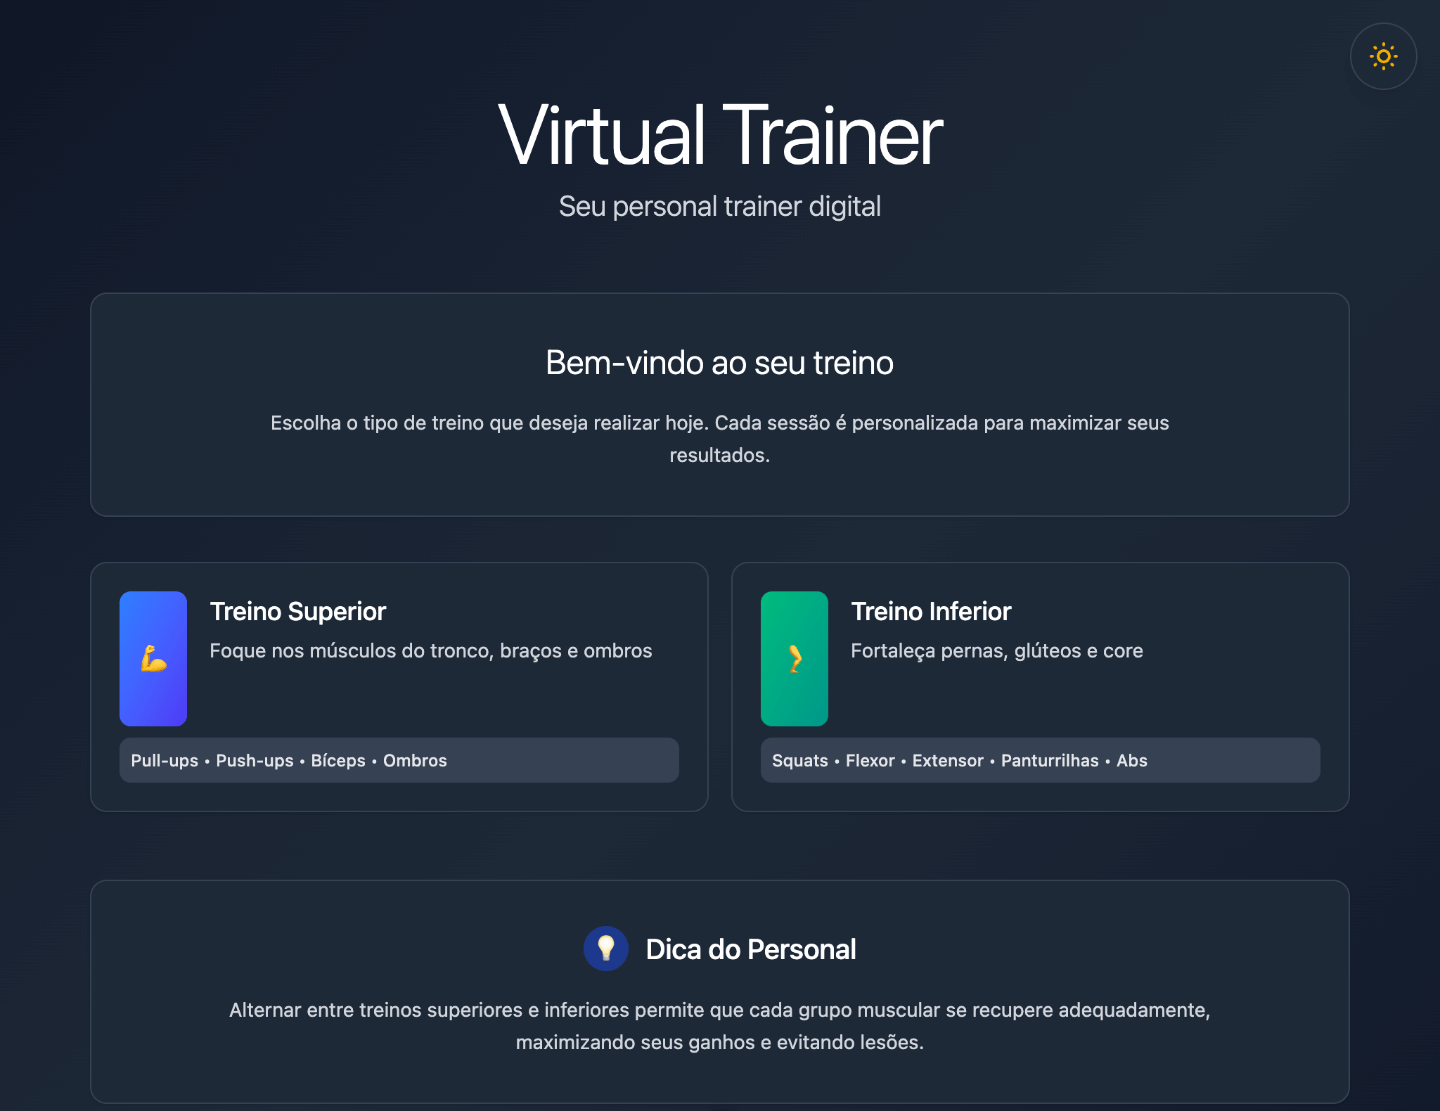 Virtual Trainer
Seu personal trainer digital
Bem-vindo ao seu treino
Escolha o tipo de treino que deseja realizar hoje. Cada sessão é personalizada para maximizar seus
resultados.
Treino Superior
Foque nos músculos do tronco, braços e ombros
Pull-ups • Push-ups • Bíceps • Ombros
Treino Inferior
Fortaleça pernas, glúteos e core
Squats • Flexor • Extensor • Panturrilhas • Abs
Dica do Personal
Alternar entre treinos superiores e inferiores permite que cada grupo muscular se recupere adequadamente,
maximizando seus ganhos e evitando lesões.